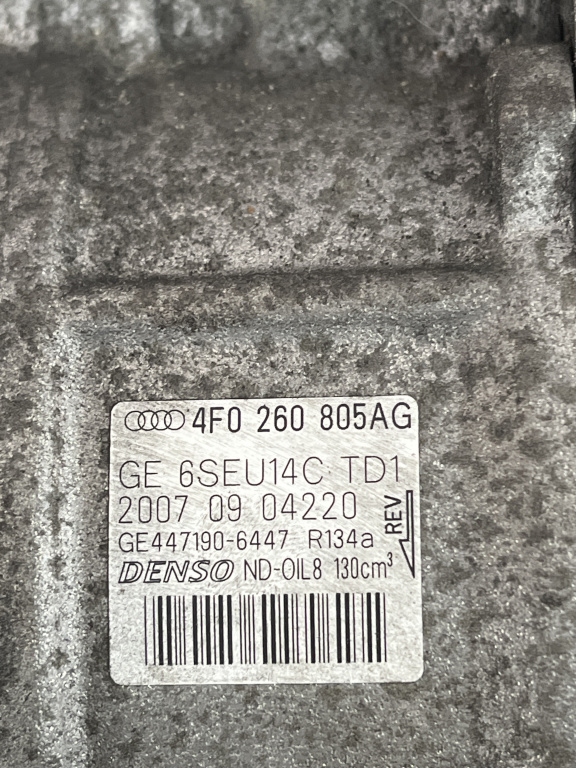 4F0 260 805AG
GE 6SEU14C TD1
2007 09 04220
GE447190-6447 R134a
REV
DENSO ND-OIL8 130cm³